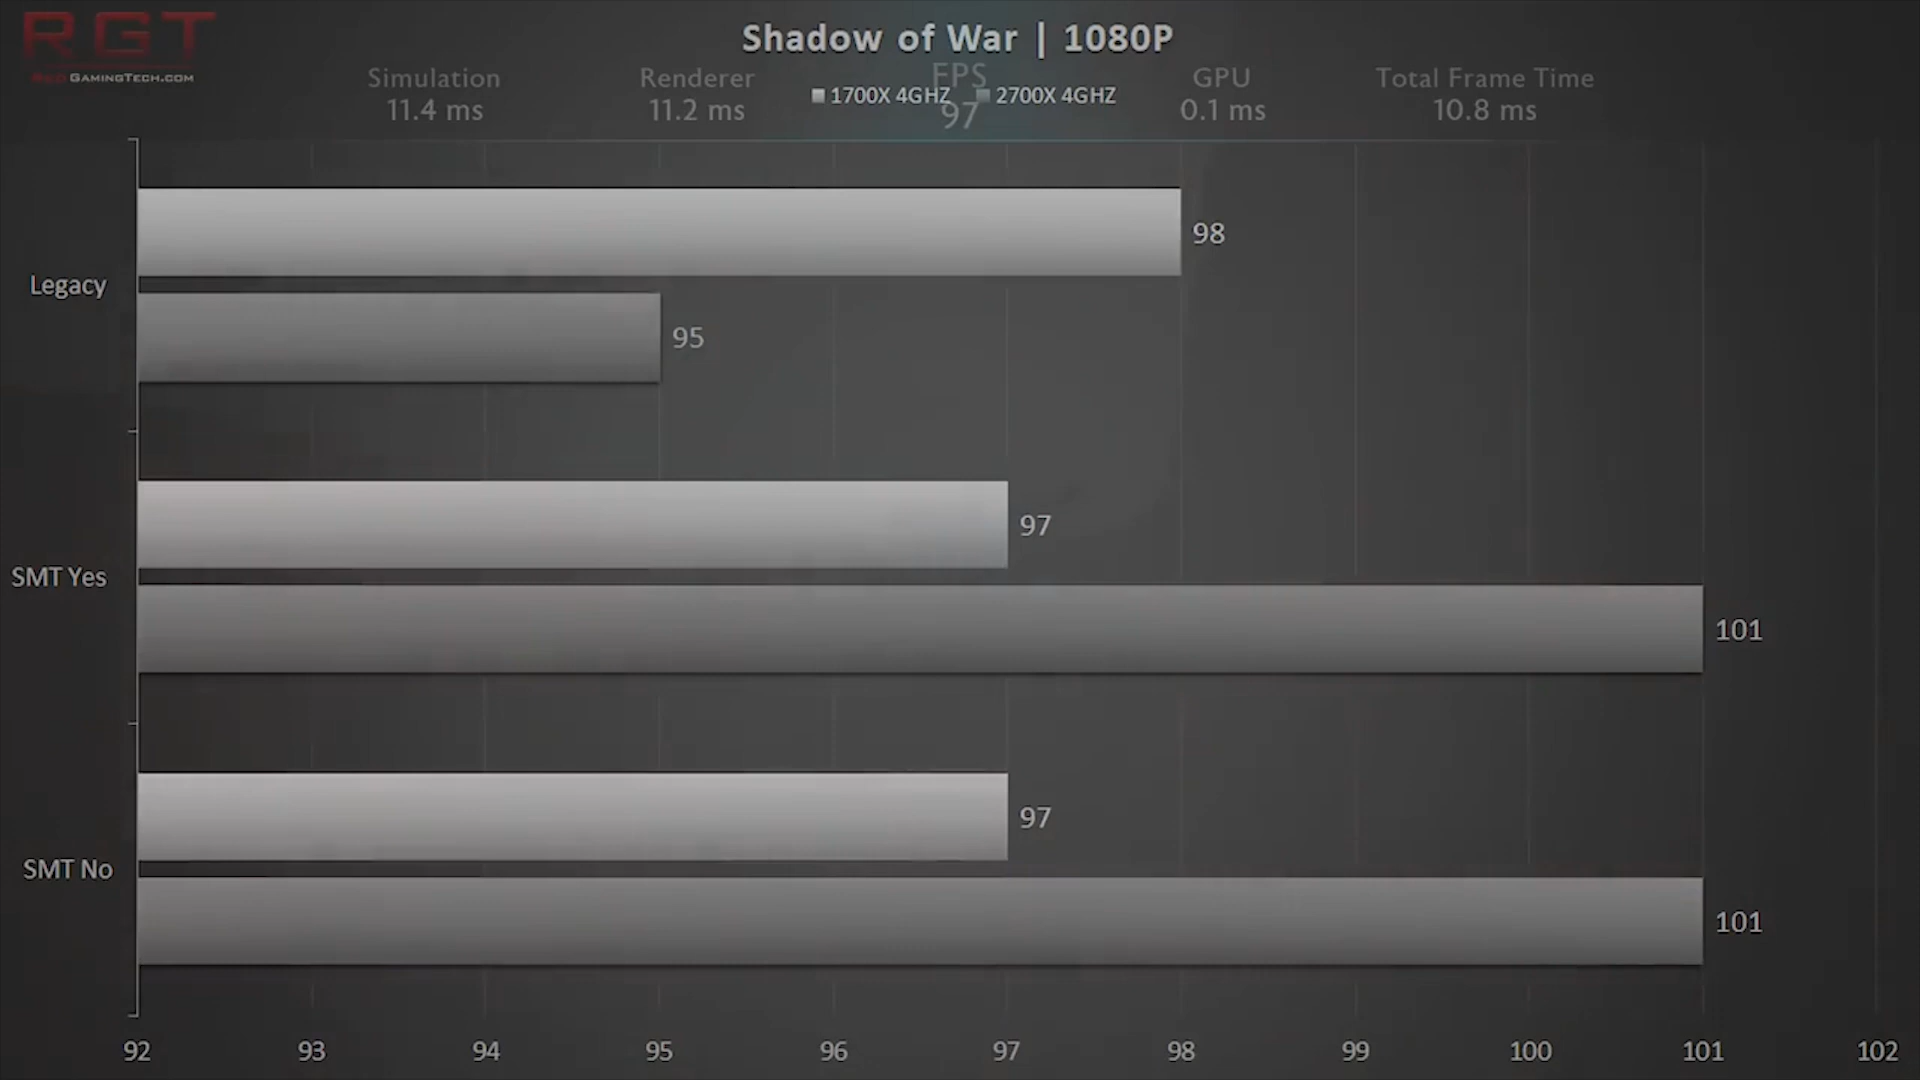 RGT
REDGAMINGTECH.COM
Shadow of War | 1080P
Simulation
11.4 ms
Renderer
11.2 ms
FPS
97
GPU
0.1 ms
Total Frame Time
10.8 ms
1700X 4GHZ
2700X 4GHZ
Legacy
98
95
SMT Yes
97
101
SMT No
97
101
92 93 94 95 96 97 98 99 100 101 102